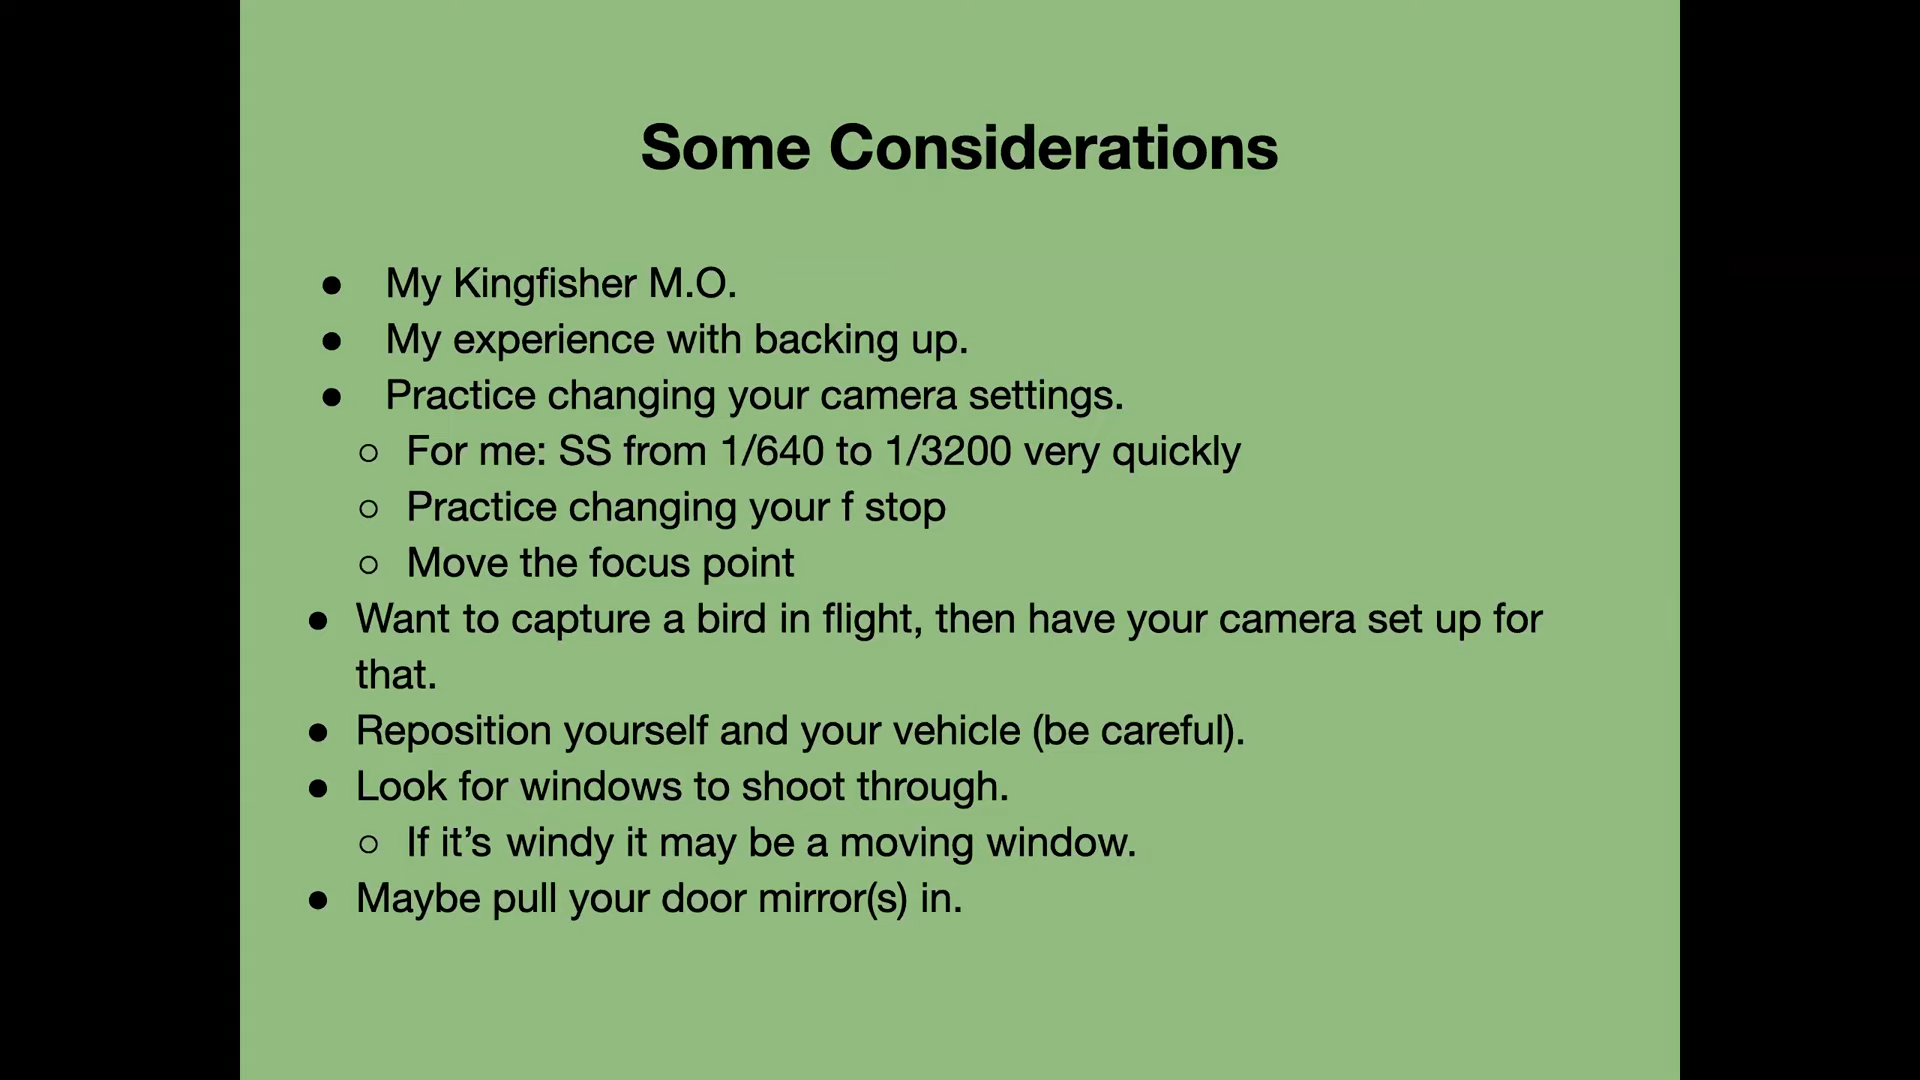 Some Considerations
● My Kingfisher M.O.
● My experience with backing up.
● Practice changing your camera settings.
○ For me: SS from 1/640 to 1/3200 very quickly
○ Practice changing your f stop
○ Move the focus point
● Want to capture a bird in flight, then have your camera set up for
that.
● Reposition yourself and your vehicle (be careful).
● Look for windows to shoot through.
○ If it’s windy it may be a moving window.
● Maybe pull your door mirror(s) in.